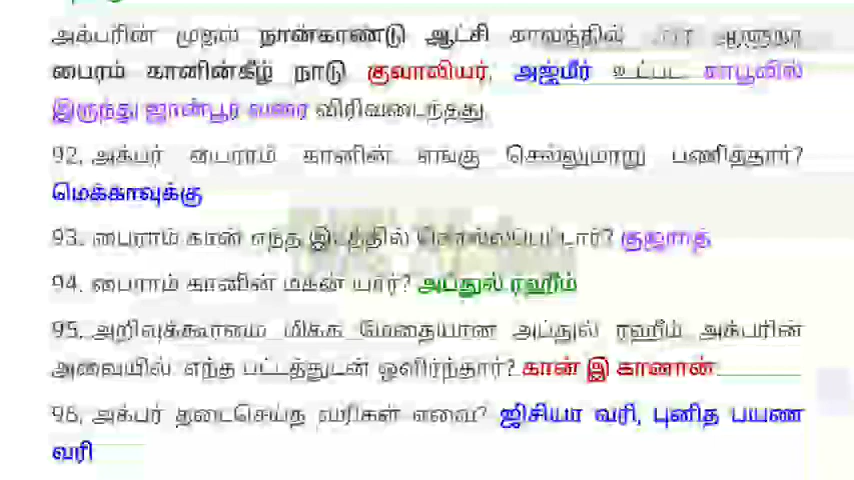 அக்பரின் முதல் நான்காண்டு ஆட்சி காலத்தில்
பைரம் கானின்கீழ் நாடு குவாலியர், அஜ்மீர் உட்பட காபூலில்
இருந்து ஜான்பூர் வரை விரிவடைந்தது.
92. அக்பர் பைராம் கானின் எங்கு செல்லுமாறு பணித்தார்?
மெக்காவுக்கு
93. பைராம் கான் எந்த இடத்தில் கொல்லபெட்டார்? குஜராத்
94. பைராம் கானின் மகன் யார்? அப்துல் ரஹீம்
95. அறிவுக்கூர்மை மிக்க மேதையான அப்துல் ரஹீம் அக்பரின்
அவையில் எந்த பட்டத்துடன் ஒளிர்ந்தார்? கான் இ கானான்
96. அக்பர் தடைசெய்த வரிகள் எவை? ஜிசியா வரி, புனித பயண
வரி